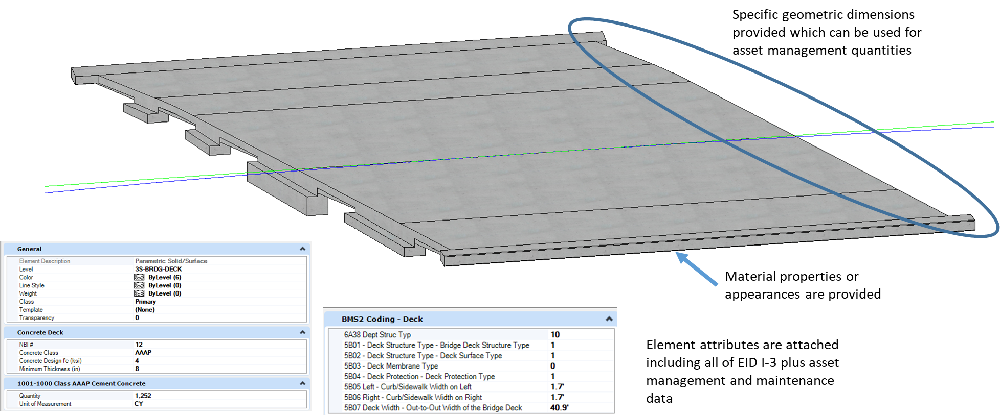 Specific geometric dimensions
provided which can be used for
asset management quantities
General
Element Description Parametric Solid/Surface
Level 3S-BRDG-DECK
Color ByLevel (6)
Line Style ByLevel (0)
Weight ByLevel (0)
Class Primary
Template (None)
Transparency 0
Concrete Deck
NBI # 12
Concrete Class AAAP
Concrete Design f'c (ksi) 4
Minimum Thickness (in) 8
1001-1000 Class AAAP Cement Concrete
Quantity 1,252
Unit of Measurement CY
BMS2 Coding - Deck
6A38 Dept Struc Typ 10
5B01 - Deck Structure Type - Bridge Deck Structure Type 1
5B02 - Deck Structure Type - Deck Surface Type 1
5B03 - Deck Membrane Type 0
5B04 - Deck Protection - Deck Protection Type 1
5B05 Left - Curb/Sidewalk Width on Left 1.7'
5B06 Right - Curb/Sidewalk Width on Right 1.7'
5B07 Deck Width - Out-to-Out Width of the Bridge Deck 40.9'
Material properties or
appearances are provided
Element attributes are attached
including all of EID I-3 plus asset
management and maintenance
data